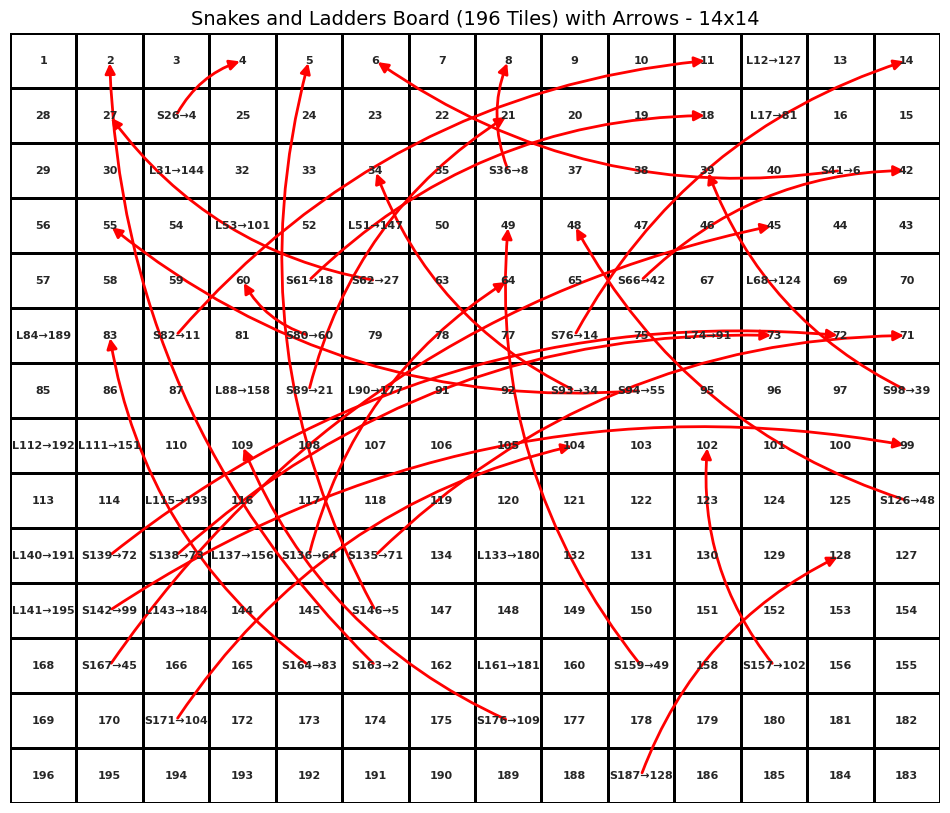 Snakes and Ladders Board (196 Tiles) with Arrows - 14x14
1 2 3 4 5 6 7 8 9 10 11 L12→127 13 14
28 27 S26→4 25 24 23 22 21 20 19 18 L17→81 16 15
29 30 L31→144 32 33 34 35 S36→8 37 38 39 40 S41→6 42
56 55 54 L53→101 52 L51→147 50 49 48 47 46 45 44 43
57 58 59 60 S61→18 S62→27 63 64 65 S66→42 67 L68→124 69 70
L84→189 83 S82→11 81 S80→60 79 78 77 S76→14 75 L74→91 73 72 71
85 86 87 L88→158 S89→21 L90→177 91 92 S93→34 S94→55 95 96 97 S98→39
L112→192 L111→151 110 109 108 107 106 105 104 103 102 101 100 99
113 114 L115→193 116 117 118 119 120 121 122 123 124 125 S126→48
L140→191 S139→72 S138→73 L137→156 S136→64 S135→71 134 L133→180 132 131 130 129 128 127
L141→195 S142→99 L143→184 144 145 S146→5 147 148 149 150 151 152 153 154
168 S167→45 166 165 S164→83 S163→2 162 L161→181 160 S159→49 158 S157→102 156 155
169 170 S171→104 172 173 174 175 S176→109 177 178 179 180 181 182
196 195 194 193 192 191 190 189 188 S187→128 186 185 184 183